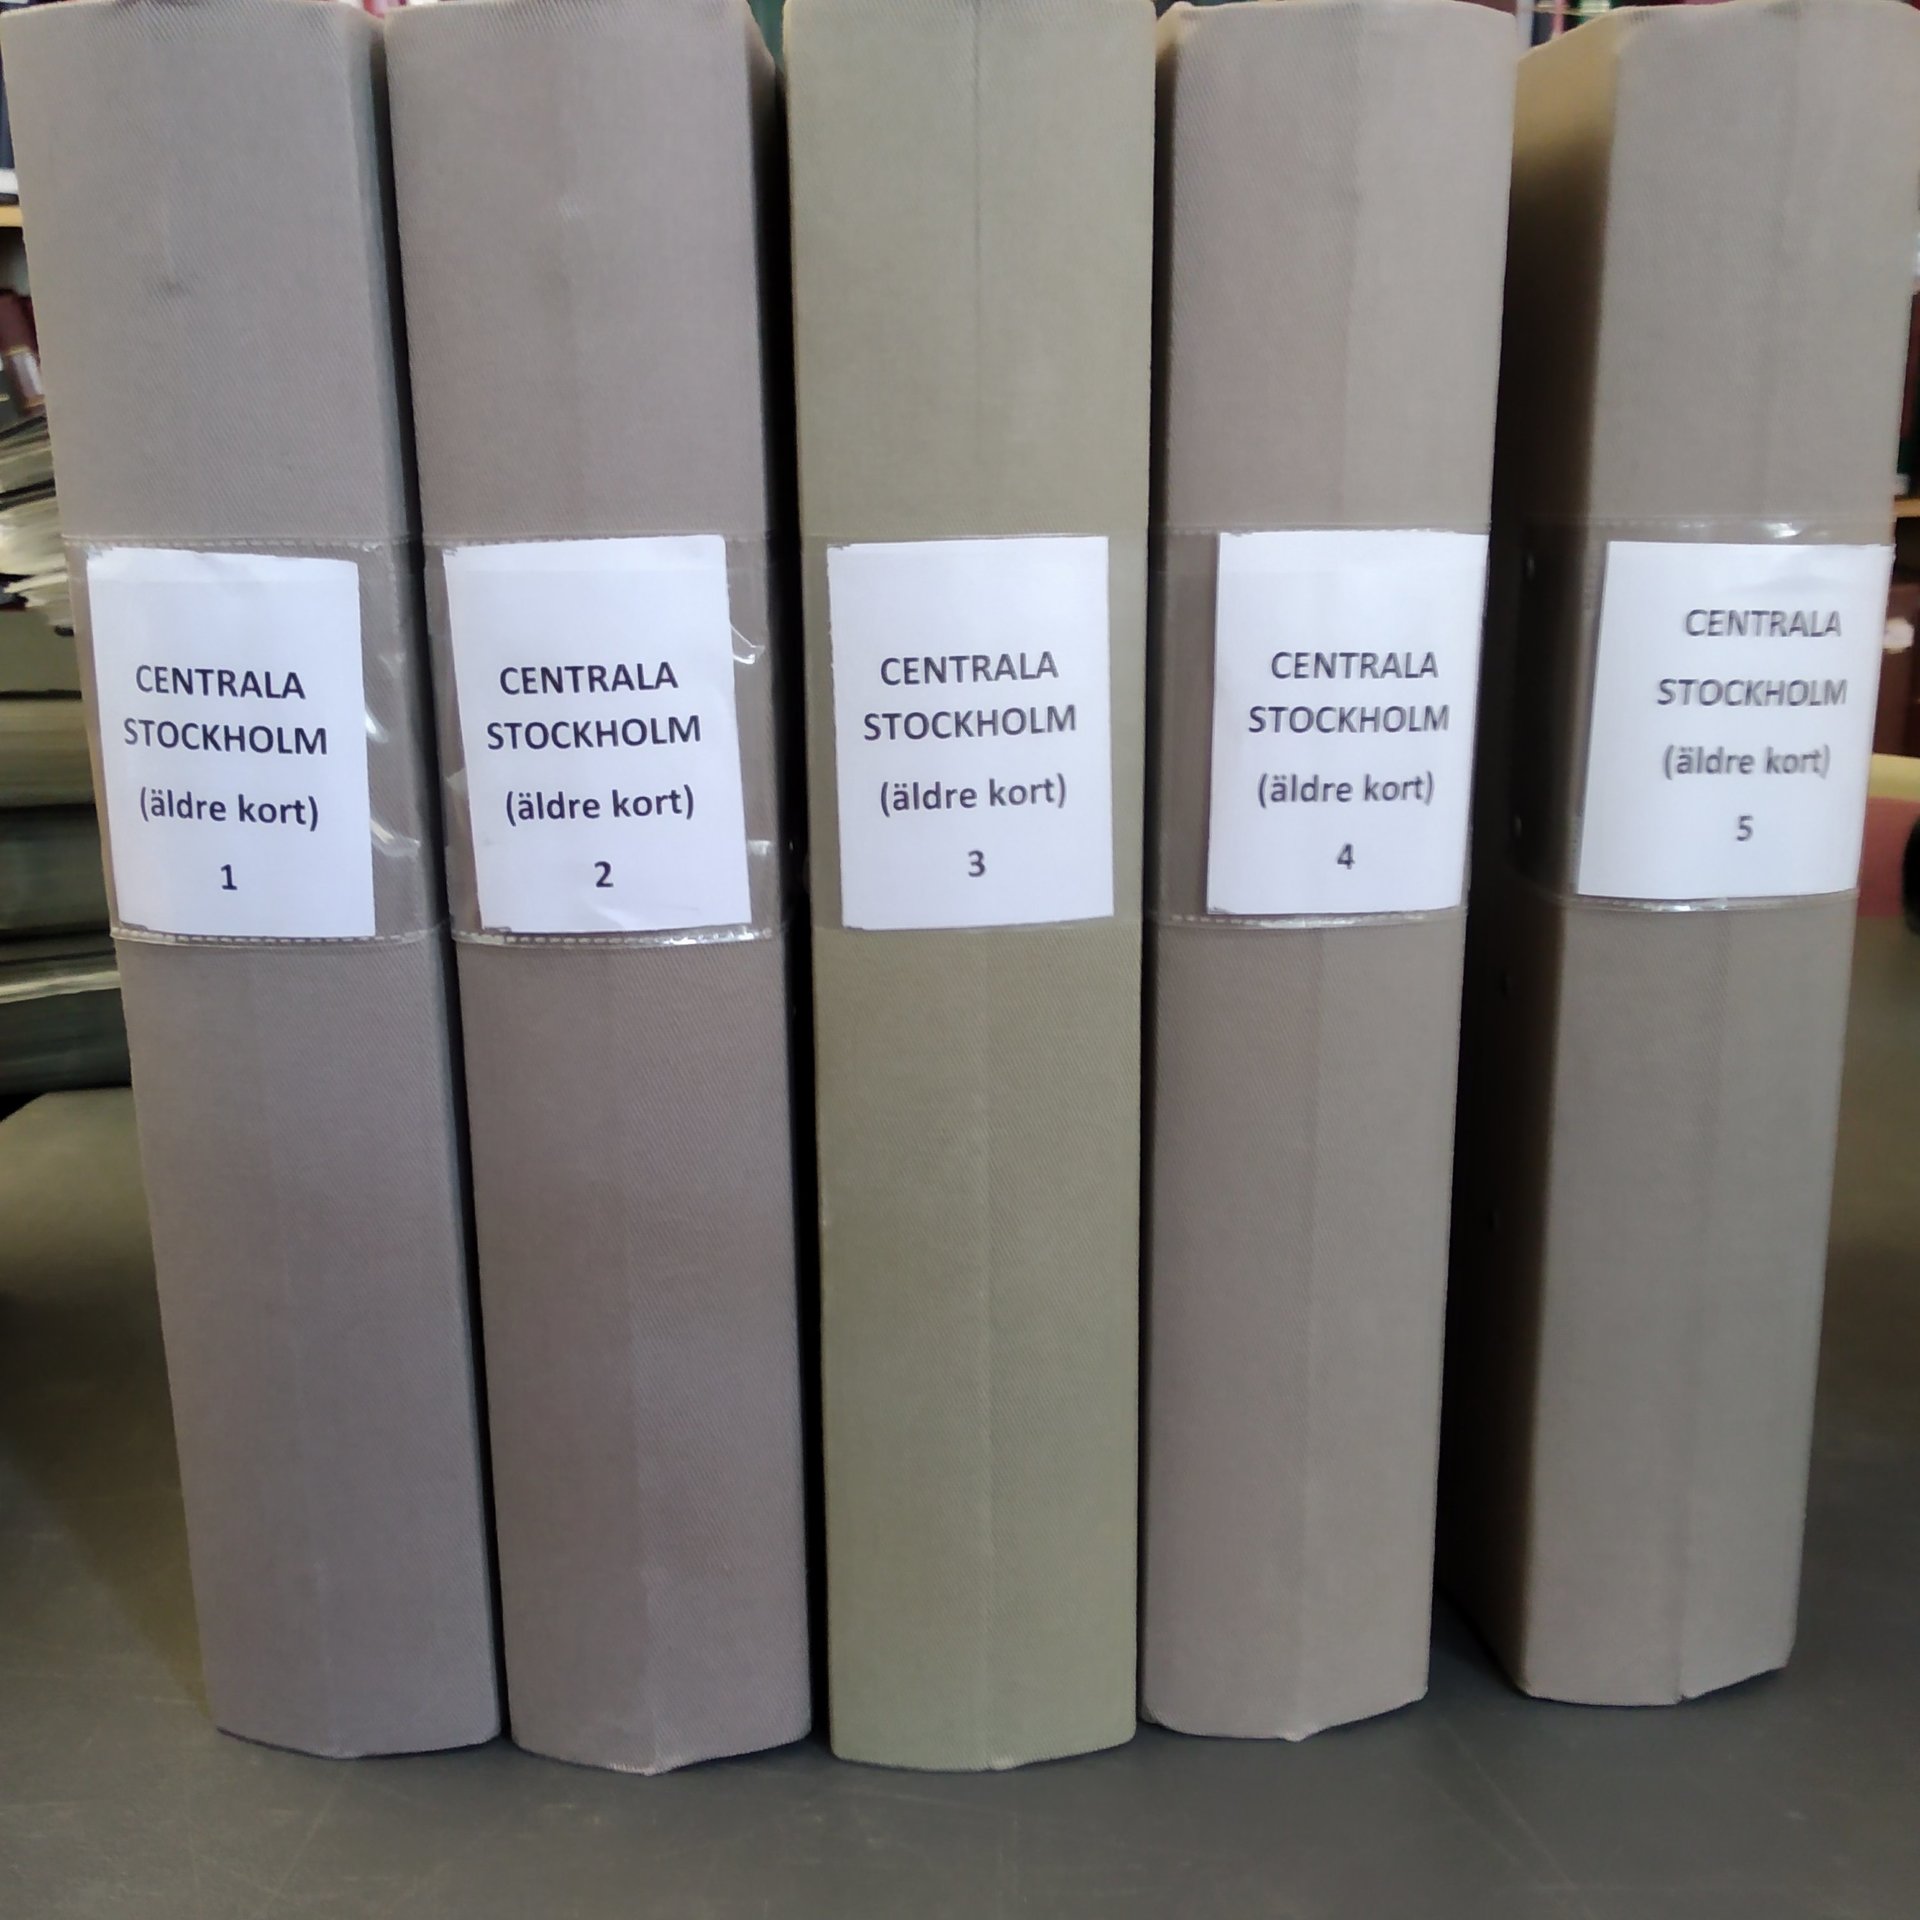 CENTRALA
STOCKHOLM
(äldre kort)
1
CENTRALA
STOCKHOLM
(äldre kort)
2
CENTRALA
STOCKHOLM
(äldre kort)
3
CENTRALA
STOCKHOLM
(äldre kort)
4
CENTRALA
STOCKHOLM
(äldre kort)
5